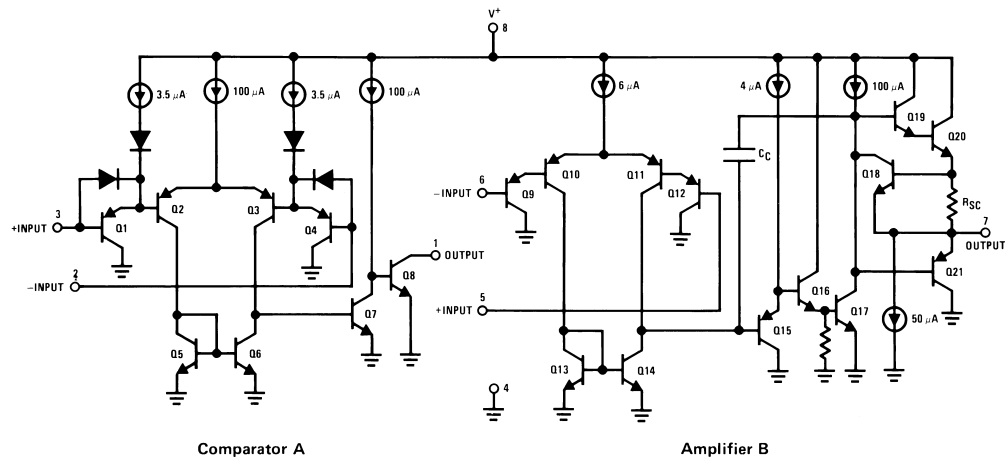 V+
8
3.5 μA
100 μA
3.5 μA
100 μA
6 μA
4 μA
100 μA
Q19
Q20
CC
Q18
Q2
Q3
Q10
Q11
6
-INPUT
Q9
Q12
RSC
7
OUTPUT
3
+INPUT
Q1
Q4
1
OUTPUT
Q8
2
-INPUT
5
+INPUT
Q7
Q16
Q21
Q15
Q17
50 μA
Q5
Q6
Q13
Q14
4
Comparator A
Amplifier B